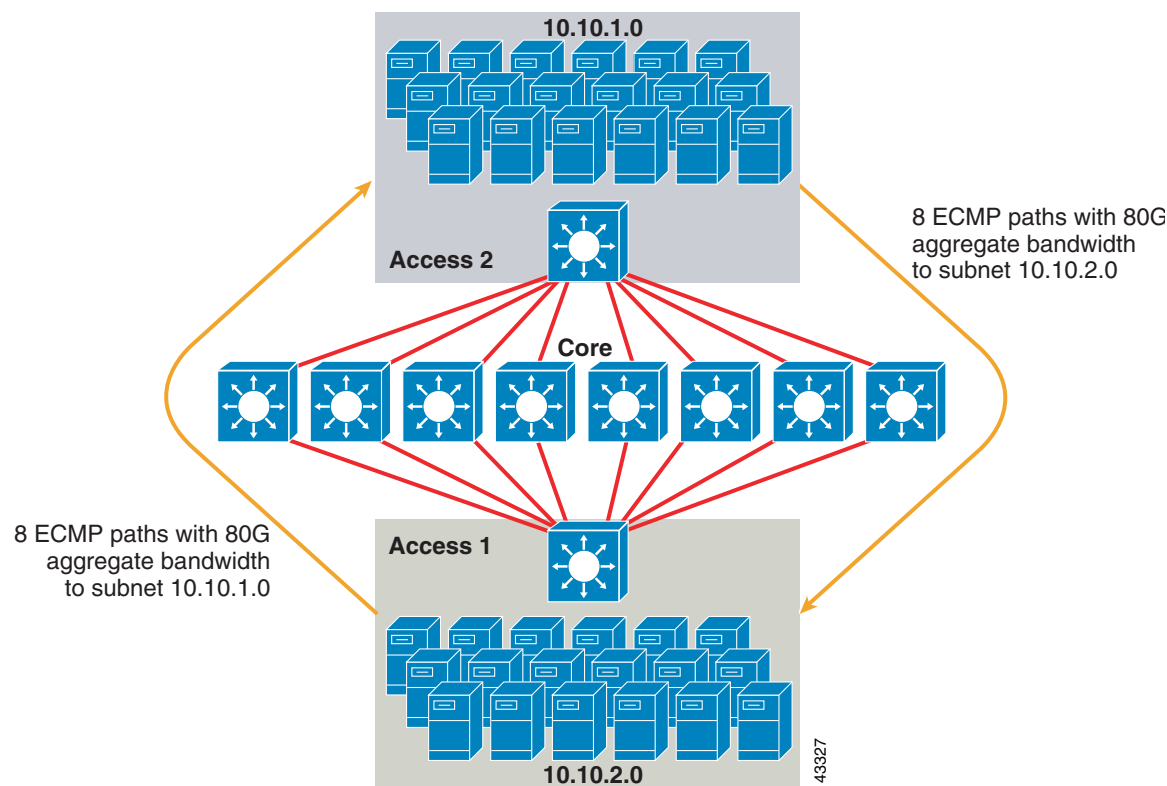 10.10.1.0
8 ECMP paths with 80G
aggregate bandwidth
to subnet 10.10.2.0
Access 2
Core
8 ECMP paths with 80G
aggregate bandwidth
to subnet 10.10.1.0
Access 1
10.10.2.0
43327